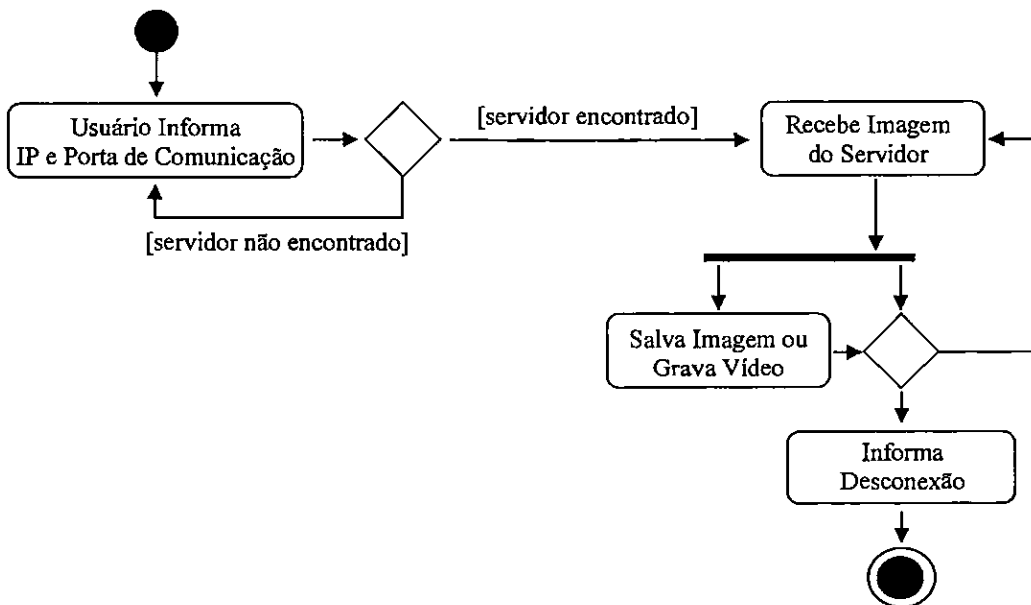 Usuário Informa
IP e Porta de Comunicação
[servidor encontrado]
[servidor não encontrado]
Recebe Imagem
do Servidor
Salva Imagem ou
Grava Vídeo
Informa
Desconexão